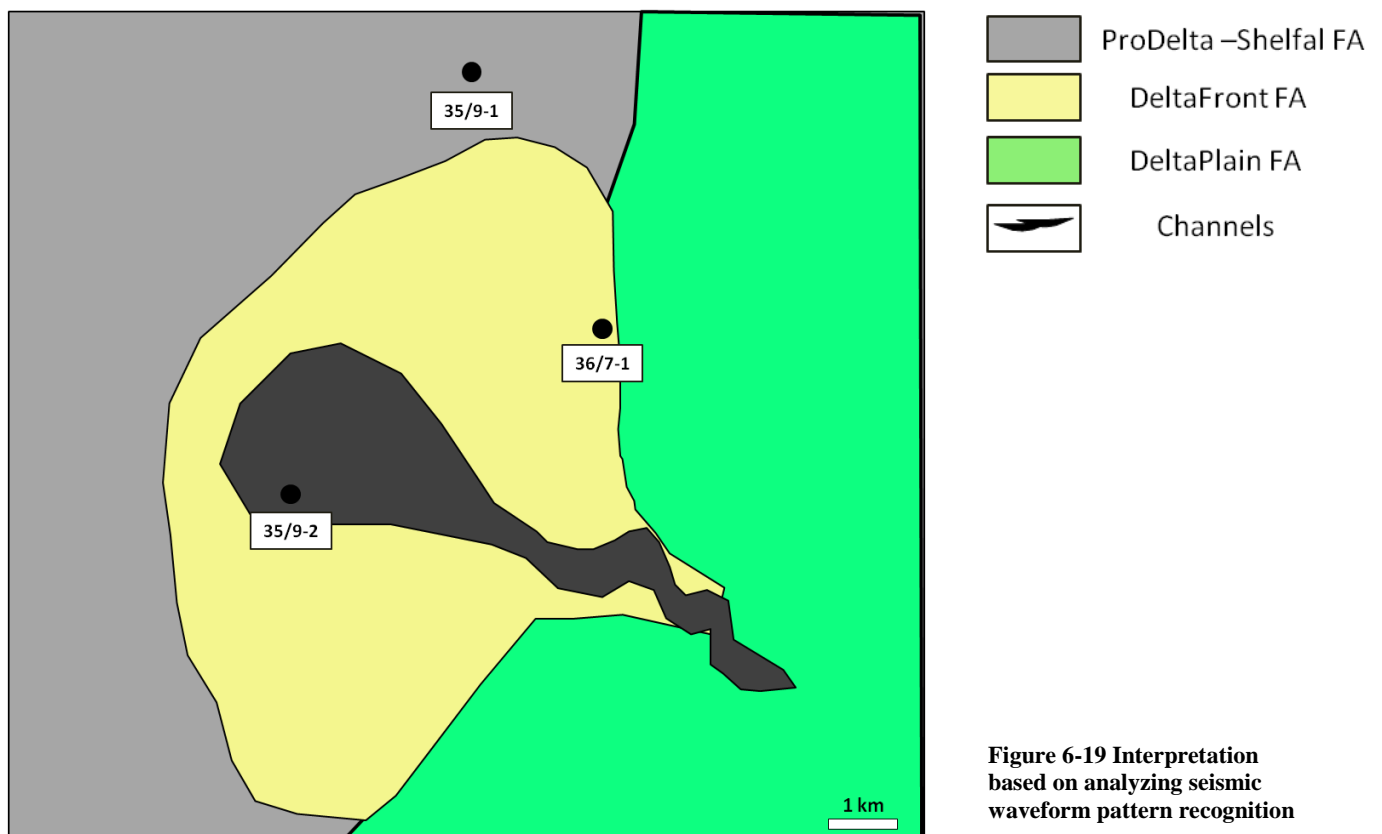 35/9-1
36/7-1
35/9-2
1 km
ProDelta –Shelfal FA
DeltaFront FA
DeltaPlain FA
Channels
Figure 6-19 Interpretation
based on analyzing seismic
waveform pattern recognition